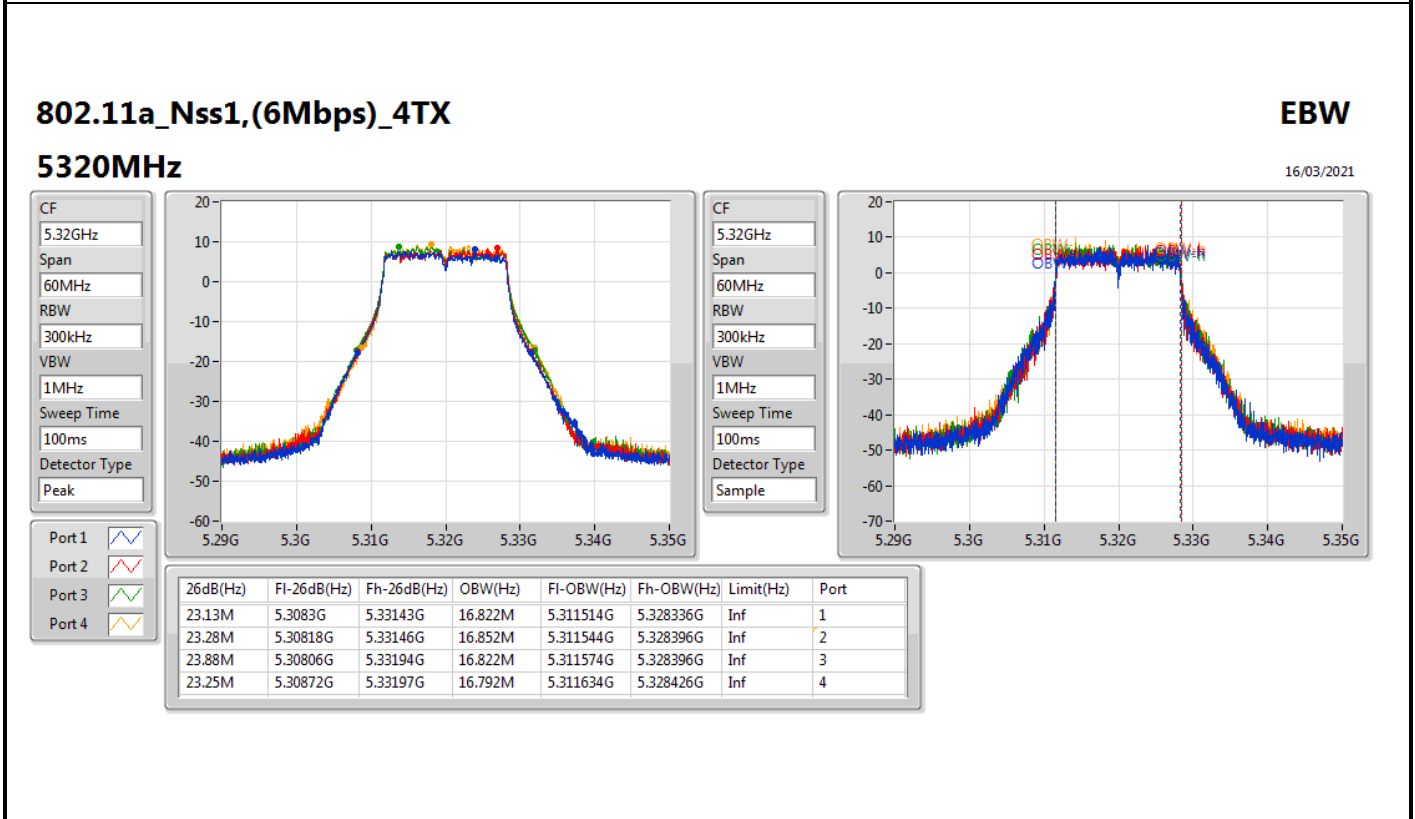 802.11a_Nss1,(6Mbps)_4TX
EBW
5320MHz
16/03/2021
CF
5.32GHz
Span
60MHz
RBW
300kHz
VBW
1MHz
Sweep Time
100ms
Detector Type
Peak
20
10
0
-10
-20
-30
-40
-50
-60
5.29G 5.3G 5.31G 5.32G 5.33G 5.34G 5.35G
CF
5.32GHz
Span
60MHz
RBW
300kHz
VBW
1MHz
Sweep Time
100ms
Detector Type
Sample
20
10
0
-10
-20
-30
-40
-50
-60
-70
5.29G 5.3G 5.31G 5.32G 5.33G 5.34G 5.35G
Port 1
Port 2
Port 3
Port 4
26dB(Hz) Fl-26dB(Hz) Fh-26dB(Hz) OBW(Hz) Fl-OBW(Hz) Fh-OBW(Hz) Limit(Hz) Port
23.13M 5.3083G 5.33143G 16.822M 5.311514G 5.328336G Inf 1
23.28M 5.30818G 5.33146G 16.852M 5.311544G 5.328396G Inf 2
23.88M 5.30806G 5.33194G 16.822M 5.311574G 5.328396G Inf 3
23.25M 5.30872G 5.33197G 16.792M 5.311634G 5.328426G Inf 4